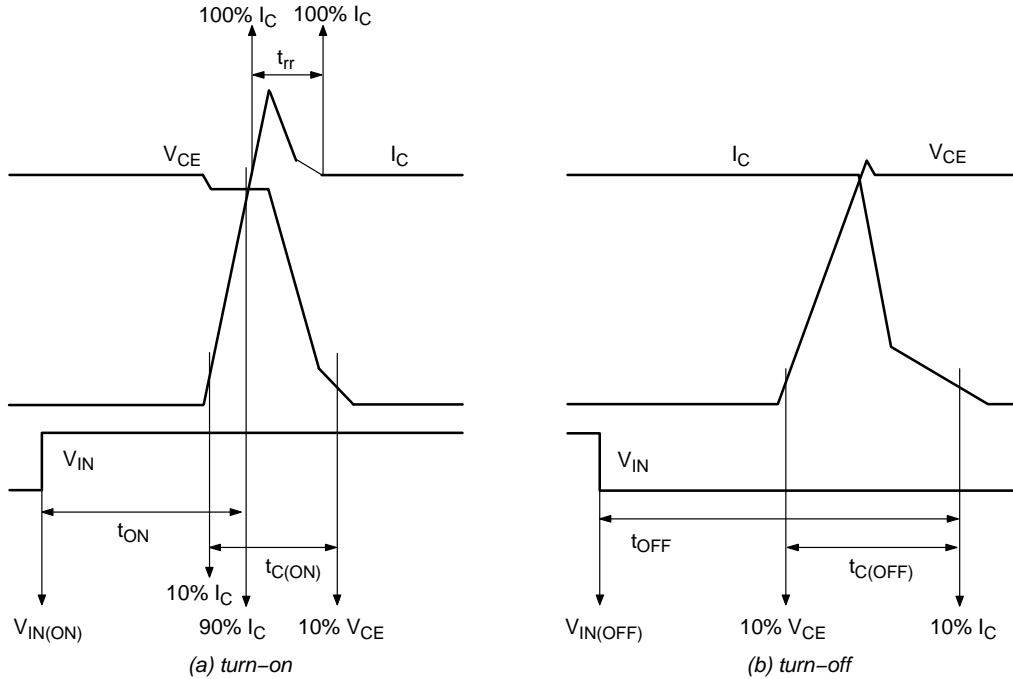 100% I_C 100% I_C
t_rr
V_CE
I_C
V_IN
t_ON
t_C(ON)
10% I_C
V_IN(ON)
90% I_C
10% V_CE
(a) turn−on
I_C
V_CE
V_IN
t_OFF
t_C(OFF)
V_IN(OFF)
10% V_CE
10% I_C
(b) turn−off